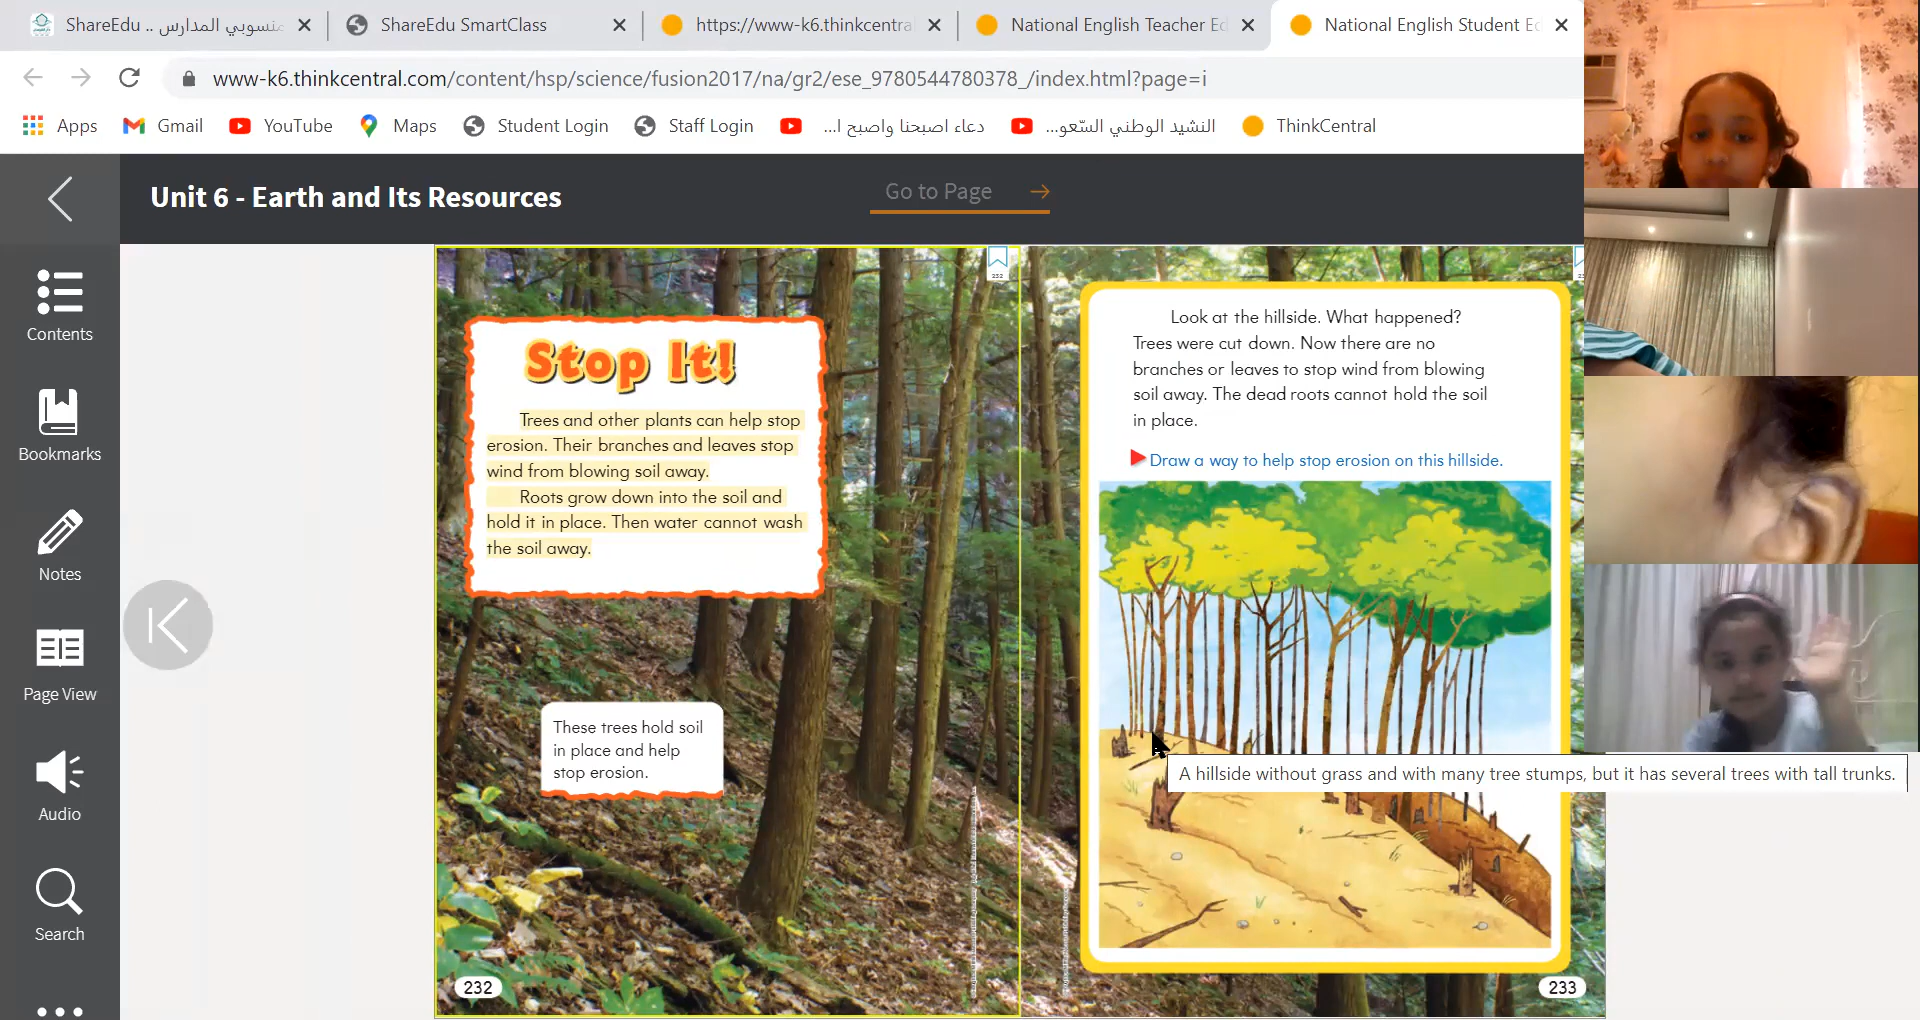 ShareEdu .. منسوبي المدارس
ShareEdu SmartClass
https://www-k6.thinkcentral
National English Teacher Ed
National English Student Ed
www-k6.thinkcentral.com/content/hsp/science/fusion2017/na/gr2/ese_9780544780378_/index.html?page=i
Apps
Gmail
YouTube
Maps
Student Login
Staff Login
دعاء اصبحنا واصبح ا...
النشيد الوطني السّعو...
ThinkCentral
Unit 6 - Earth and Its Resources
Go to Page
Contents
Bookmarks
Notes
Page View
Audio
Search
232
Stop It!
Trees and other plants can help stop
erosion. Their branches and leaves stop
wind from blowing soil away.
Roots grow down into the soil and
hold it in place. Then water cannot wash
the soil away.
These trees hold soil
in place and help
stop erosion.
232
Look at the hillside. What happened?
Trees were cut down. Now there are no
branches or leaves to stop wind from blowing
soil away. The dead roots cannot hold the soil
in place.
Draw a way to help stop erosion on this hillside.
A hillside without grass and with many tree stumps, but it has several trees with tall trunks.
233